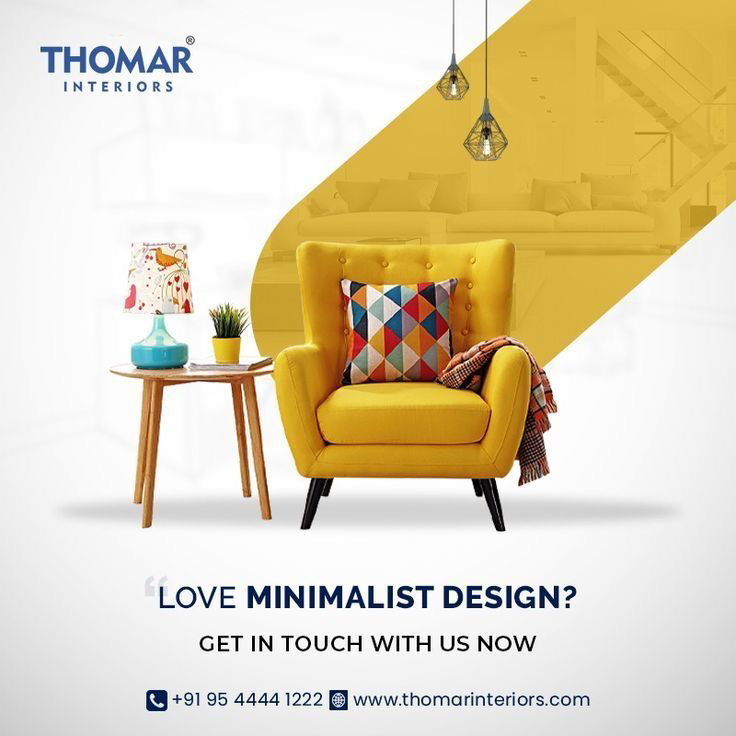 THOMAR®
INTERIORS
“LOVE MINIMALIST DESIGN?
GET IN TOUCH WITH US NOW
+91 95 4444 1222 www.thomarinteriors.com